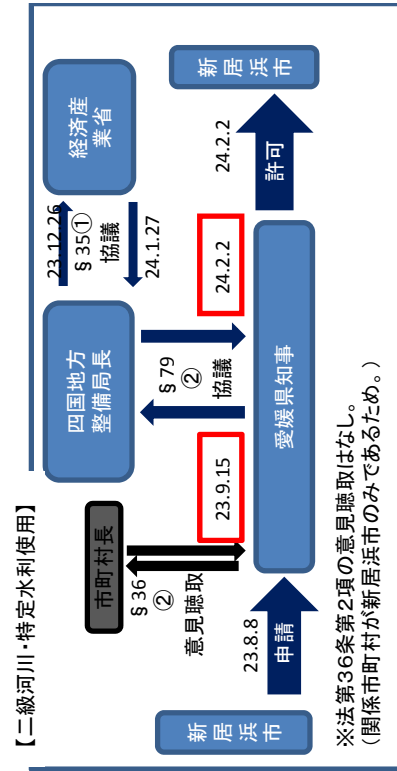 【二級河川・特定水利使用】
新居浜市
23.8.8
申請
市町村長
§36
②
意見聴取
23.9.15
四国地方
整備局長
§79
②
協議
24.2.2
23.12.26
§35①
協議
24.1.27
経済産
業省
愛媛県知事
24.2.2
許可
新居浜市
※法第36条第2項の意見聴取はなし。
(関係市町村が新居浜市のみであるため。)